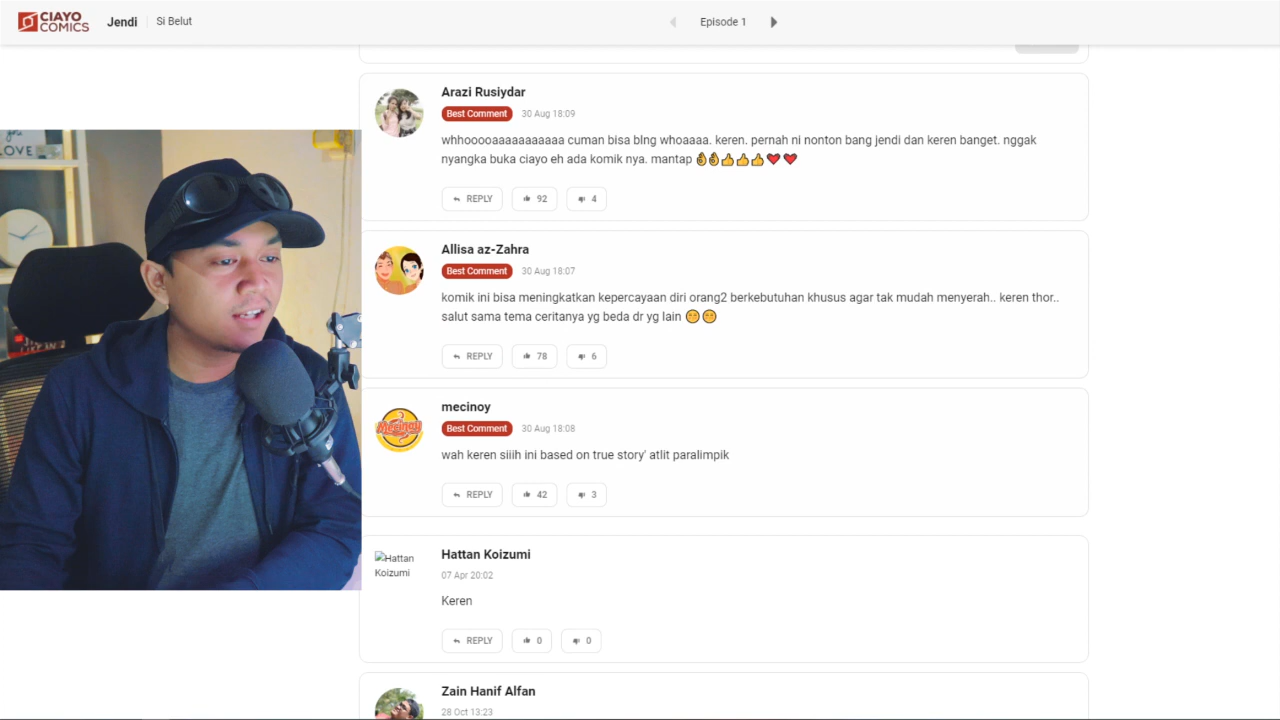 CIAYO
COMICS
Jendi
Si Belut
Episode 1
Arazi Rusiydar
Best Comment 30 Aug 18:09
whhooooaaaaaaaaaaa cuman bisa blng whoaaaa. keren. pernah ni nonton bang jendi dan keren banget. nggak
nyangka buka ciayo eh ada komik nya. mantap 👌👌👍👍👍❤️❤️
REPLY 92 4
Allisa az-Zahra
Best Comment 30 Aug 18:07
komik ini bisa meningkatkan kepercayaan diri orang2 berkebutuhan khusus agar tak mudah menyerah.. keren thor..
salut sama tema ceritanya yg beda dr yg lain 😁😁
REPLY 78 6
mecinoy
Best Comment 30 Aug 18:08
wah keren siiih ini based on true story' atlit paralimpik
REPLY 42 3
Hattan
Koizumi
Hattan Koizumi
07 Apr 20:02
Keren
REPLY 0 0
Zain Hanif Alfan
28 Oct 13:23
LOVE
Mecinoy